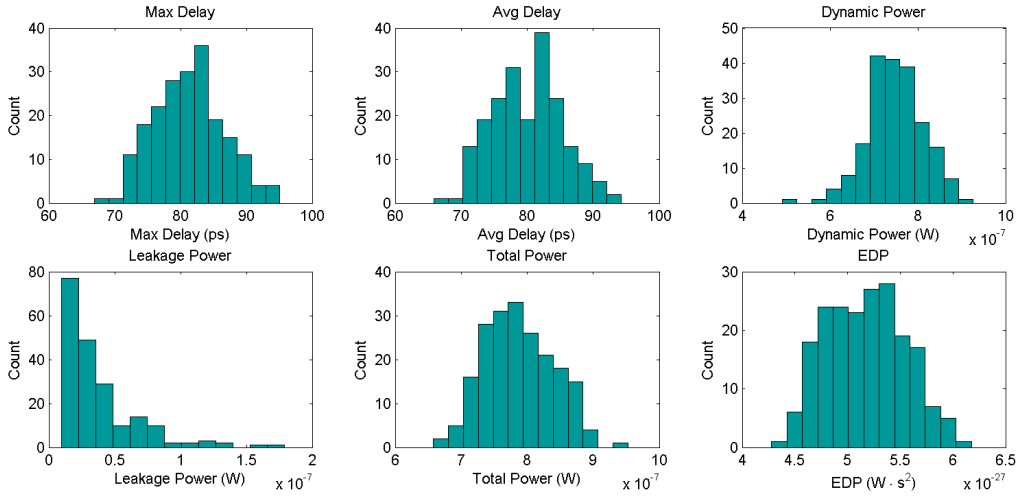 Max Delay
Count
40
30
20
10
0
60 70 80 90 100
Max Delay (ps)
Avg Delay
Count
40
30
20
10
0
60 70 80 90 100
Avg Delay (ps)
Dynamic Power
Count
50
40
30
20
10
0
4 6 8 10
Dynamic Power (W)
x 10-7
Leakage Power
Count
80
60
40
20
0
0 0.5 1 1.5 2
Leakage Power (W)
x 10-7
Total Power
Count
40
30
20
10
0
6 7 8 9 10
Total Power (W)
x 10-7
EDP
Count
30
20
10
0
4 4.5 5 5.5 6 6.5
EDP (W · s2)
x 10-27